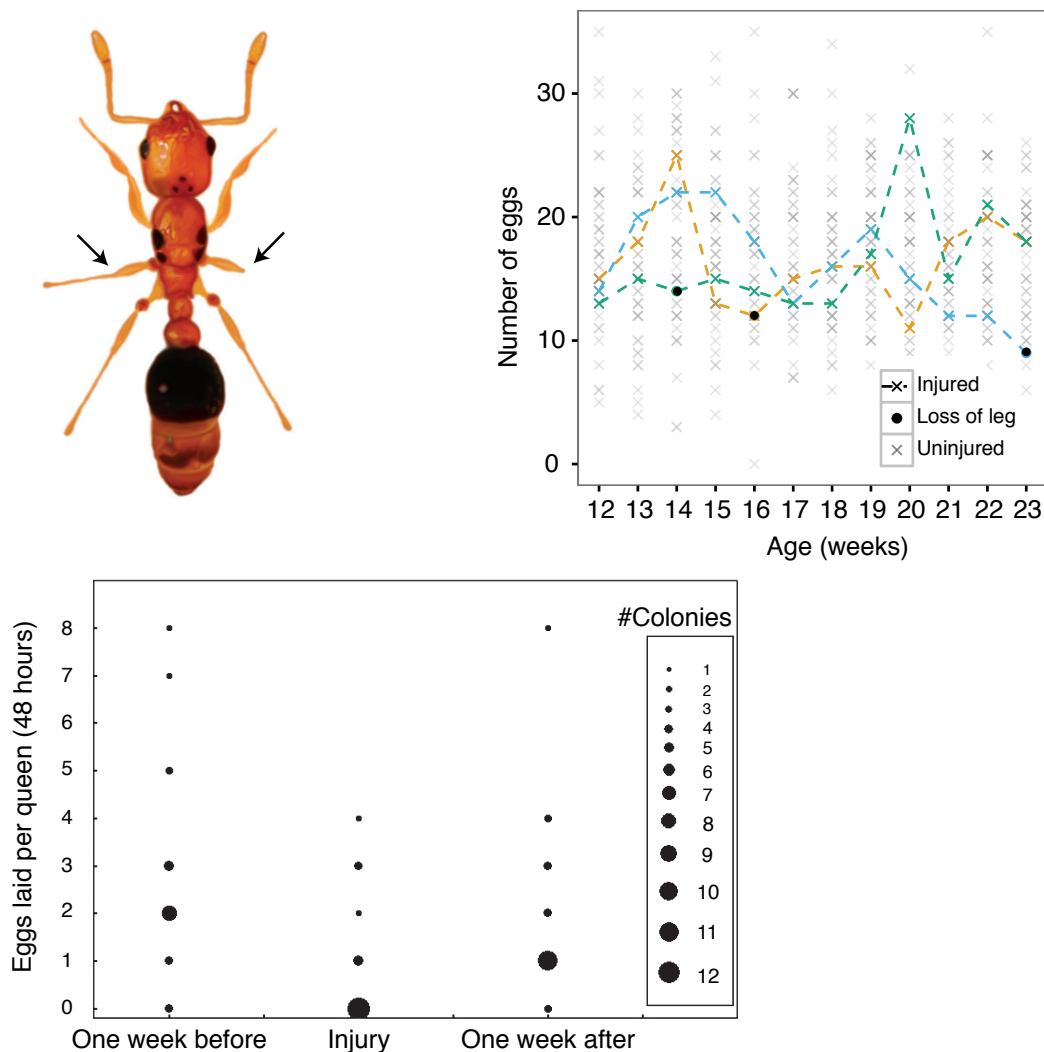 Number of eggs
30
20
10
0
Injured
Loss of leg
Uninjured
12 13 14 15 16 17 18 19 20 21 22 23
Age (weeks)
Eggs laid per queen (48 hours)
8
7
6
5
4
3
2
1
0
#Colonies
1
2
3
4
5
6
7
8
9
10
11
12
One week before Injury One week after